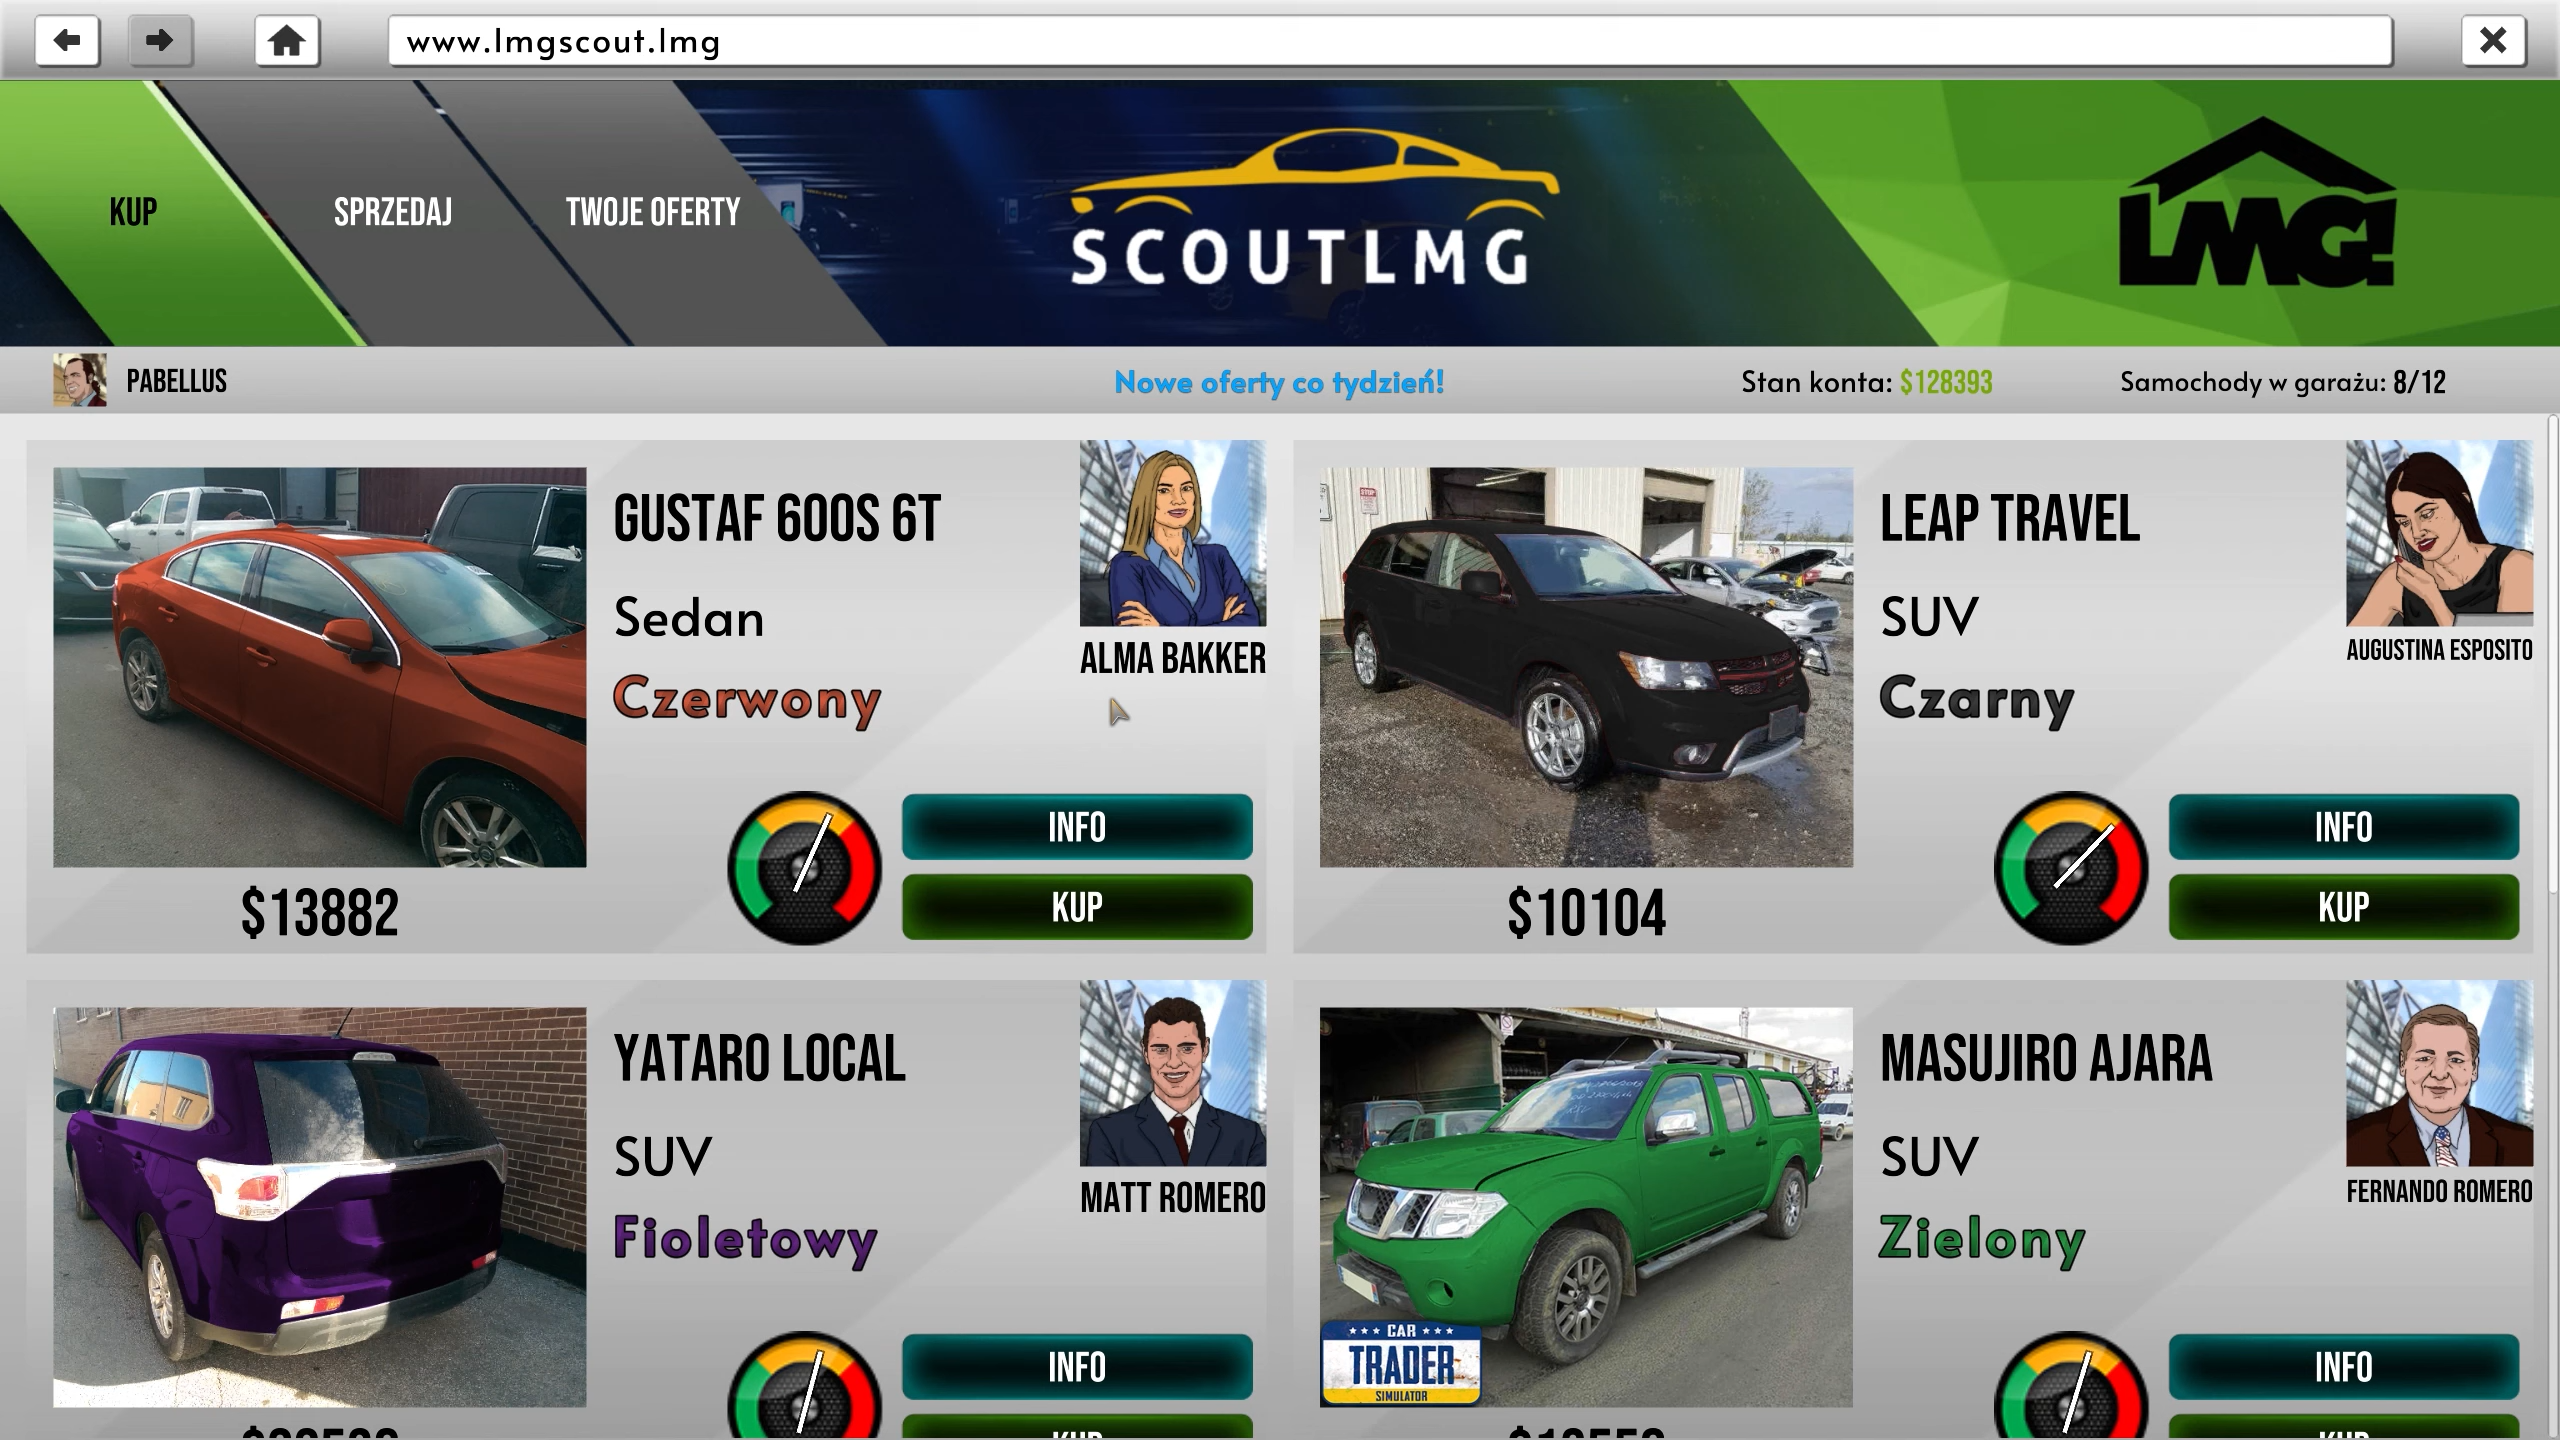 www.lmgscout.lmg
KUP
SPRZEDAJ
TWOJE OFERTY
SCOUTLMG
LMG!
PABELLUS
Nowe oferty co tydzień!
Stan konta: $128393
Samochody w garażu: 8/12
GUSTAF 600S 6T
Sedan
Czerwony
ALMA BAKKER
INFO
KUP
$13882
LEAP TRAVEL
SUV
Czarny
AUGUSTINA ESPOSITO
INFO
KUP
$10104
YATARO LOCAL
SUV
Fioletowy
MATT ROMERO
INFO
KUP
MASUJIRO AJARA
SUV
Zielony
FERNANDO ROMERO
CAR
TRADER
SIMULATOR
INFO
KUP